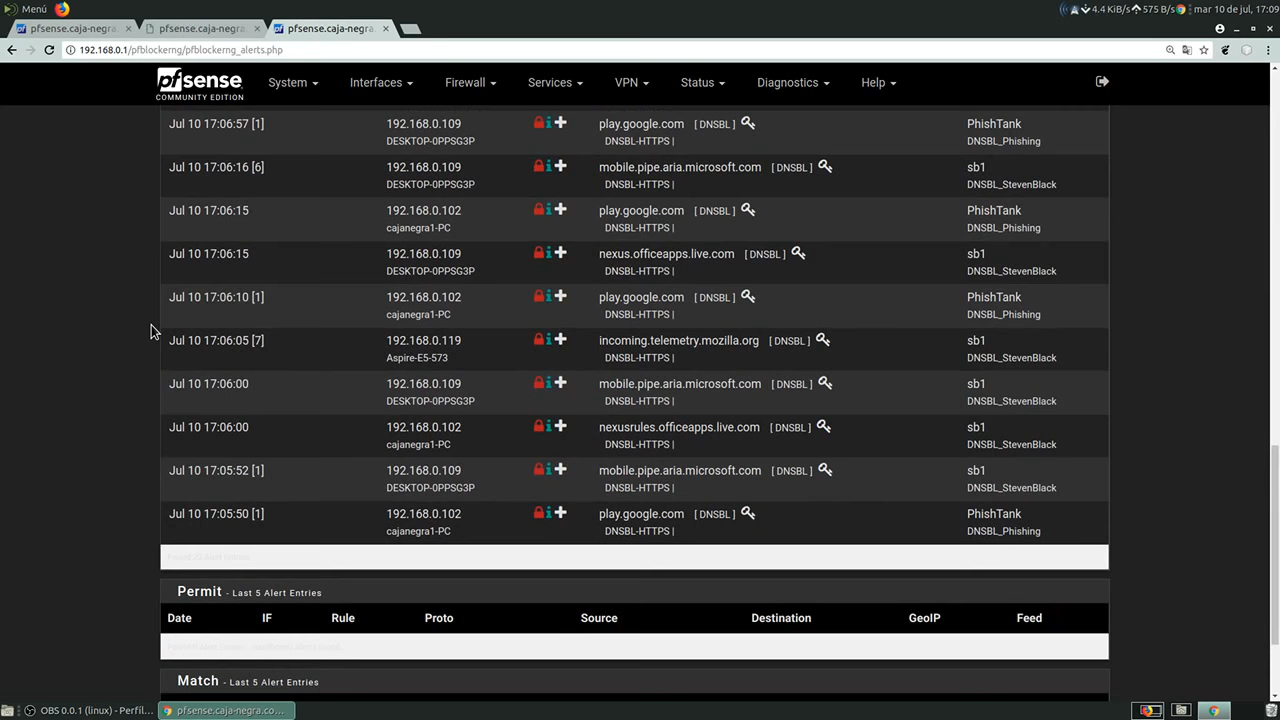 Menú
mar 10 de jul, 17:09
4.4 KiB/s 575 B/s
pfsense.caja-negra
pfsense.caja-negra
pfsense.caja-negra
192.168.0.1/pfblockerng/pfblockerng_alerts.php
pfsense
COMMUNITY EDITION
System Interfaces Firewall Services VPN Status Diagnostics Help
Jul 10 17:06:57 [1] 192.168.0.109 play.google.com [ DNSBL ] PhishTank
DESKTOP-0PPSG3P DNSBL-HTTPS | DNSBL_Phishing
Jul 10 17:06:16 [6] 192.168.0.109 mobile.pipe.aria.microsoft.com [ DNSBL ] sb1
DESKTOP-0PPSG3P DNSBL-HTTPS | DNSBL_StevenBlack
Jul 10 17:06:15 192.168.0.102 play.google.com [ DNSBL ] PhishTank
cajanegra1-PC DNSBL-HTTPS | DNSBL_Phishing
Jul 10 17:06:15 192.168.0.109 nexus.officeapps.live.com [ DNSBL ] sb1
DESKTOP-0PPSG3P DNSBL-HTTPS | DNSBL_StevenBlack
Jul 10 17:06:10 [1] 192.168.0.102 play.google.com [ DNSBL ] PhishTank
cajanegra1-PC DNSBL-HTTPS | DNSBL_Phishing
Jul 10 17:06:05 [7] 192.168.0.119 incoming.telemetry.mozilla.org [ DNSBL ] sb1
Aspire-E5-573 DNSBL-HTTPS | DNSBL_StevenBlack
Jul 10 17:06:00 192.168.0.109 mobile.pipe.aria.microsoft.com [ DNSBL ] sb1
DESKTOP-0PPSG3P DNSBL-HTTPS | DNSBL_StevenBlack
Jul 10 17:06:00 192.168.0.102 nexusrules.officeapps.live.com [ DNSBL ] sb1
cajanegra1-PC DNSBL-HTTPS | DNSBL_StevenBlack
Jul 10 17:05:52 [1] 192.168.0.109 mobile.pipe.aria.microsoft.com [ DNSBL ] sb1
DESKTOP-0PPSG3P DNSBL-HTTPS | DNSBL_StevenBlack
Jul 10 17:05:50 [1] 192.168.0.102 play.google.com [ DNSBL ] PhishTank
cajanegra1-PC DNSBL-HTTPS | DNSBL_Phishing
Permit - Last 5 Alert Entries
Date IF Rule Proto Source Destination GeoIP Feed
Match - Last 5 Alert Entries
OBS 0.0.1 (linux) - Perfil...
pfsense.caja-negra.co...